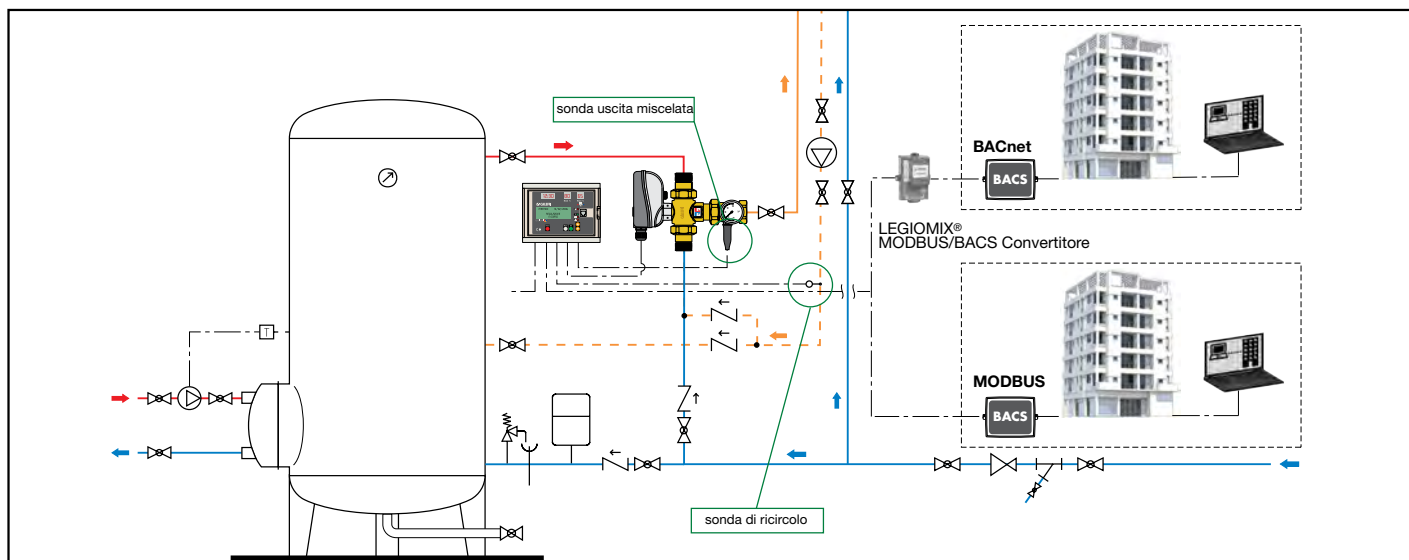 sonda uscita miscelata
BACnet
BACS
LEGIOMIX®
MODBUS/BACS Convertitore
T
MODBUS
BACS
sonda di ricircolo